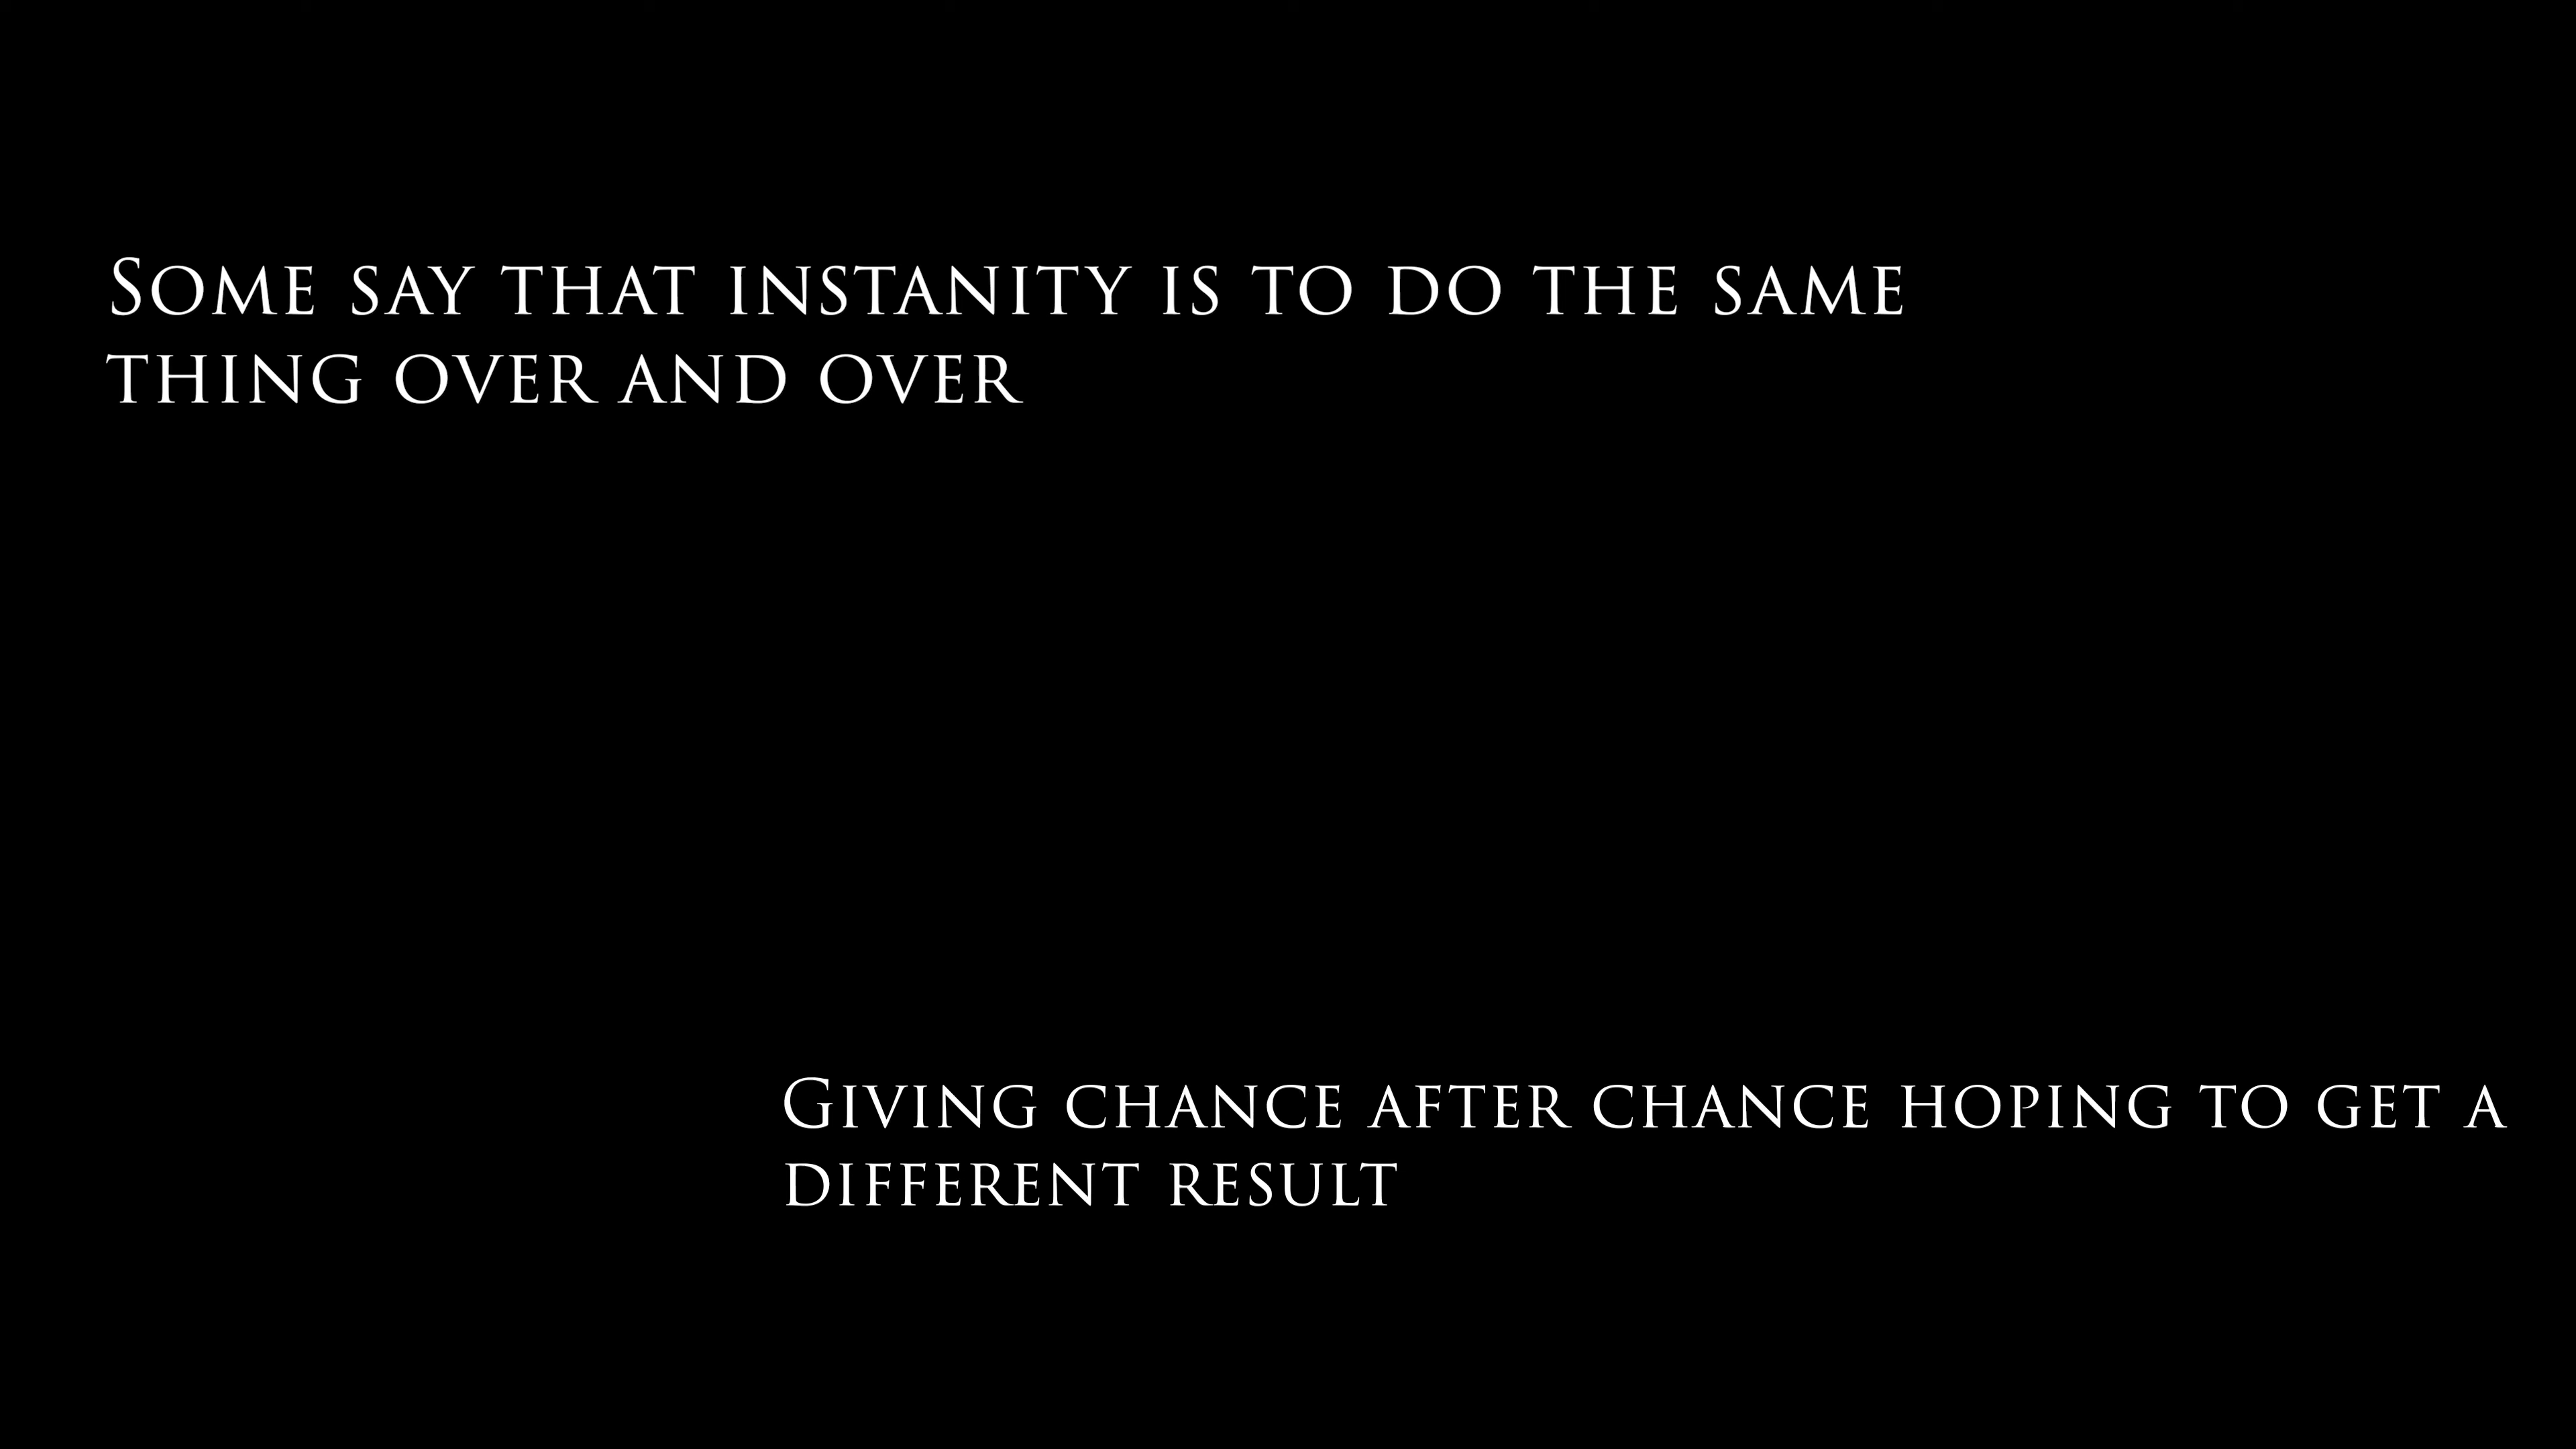 Some say that instanity is to do the same
thing over and over
Giving chance after chance hoping to get a
different result